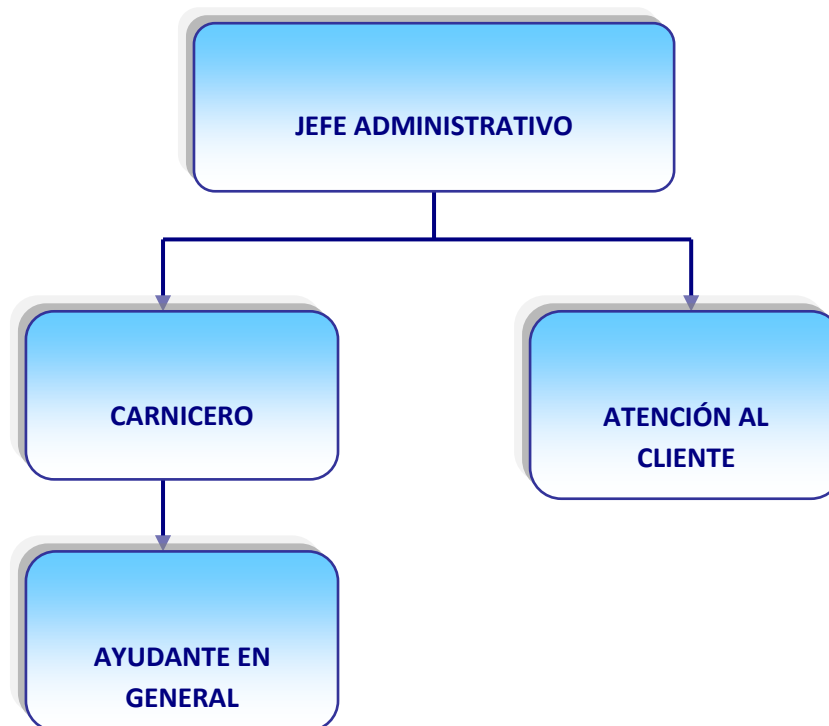 JEFE ADMINISTRATIVO
CARNICERO
ATENCIÓN AL
CLIENTE
AYUDANTE EN
GENERAL